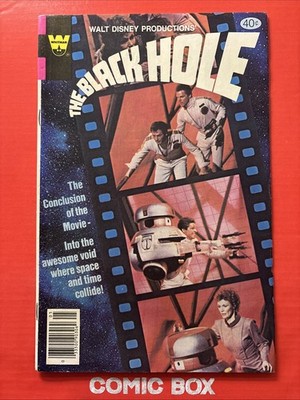 WALT DISNEY PRODUCTIONS'
40¢
THE BLACK HOLE
The
Conclusion
of the
Movie-
Into the
awesome void
where space
and time
collide!
COMIC BOX